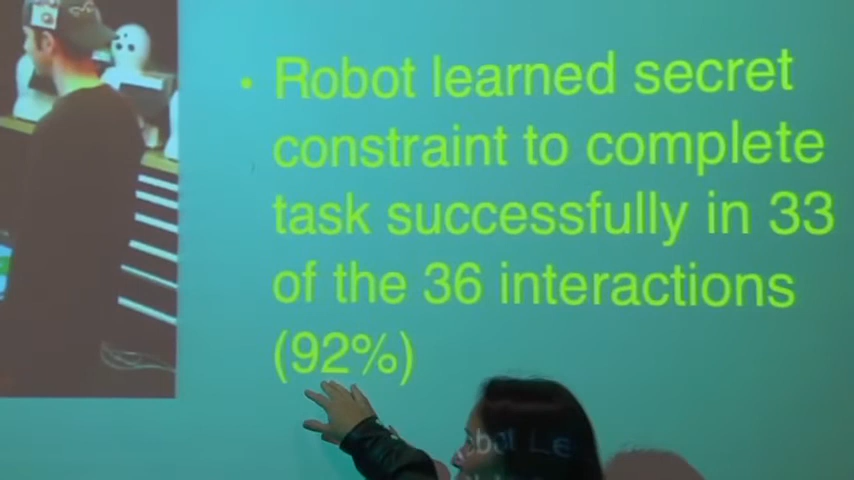 • Robot learned secret
constraint to complete
task successfully in 33
of the 36 interactions
(92%)